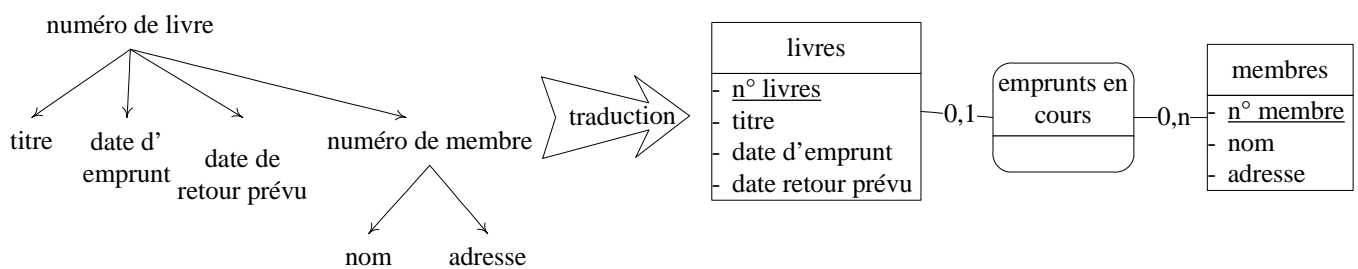 numéro de livre
titre
date d'
emprunt
date de
retour prévu
numéro de membre
nom
adresse
traduction
livres
- n° livres
- titre
- date d'emprunt
- date retour prévu
0,1
emprunts en
cours
0,n
membres
- n° membre
- nom
- adresse